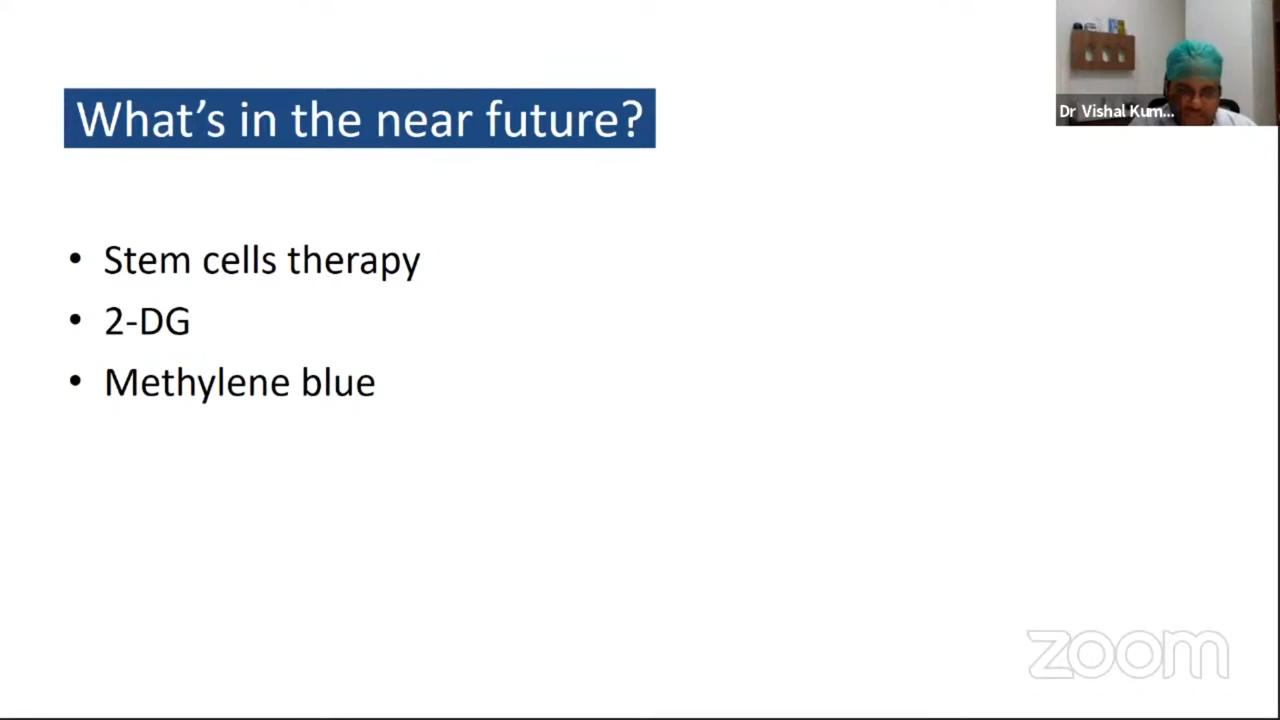 What's in the near future?
Dr Vishal Kum...
• Stem cells therapy
• 2-DG
• Methylene blue
zoom